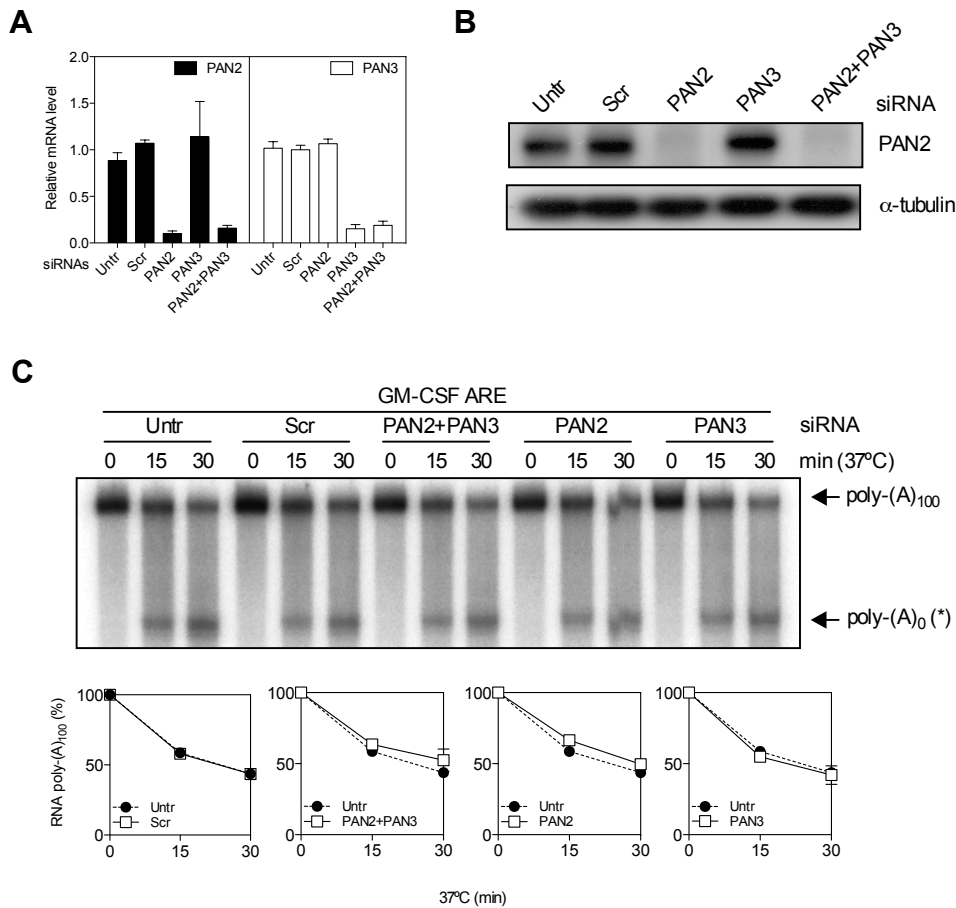 A
2.0
1.5
1.0
0.5
0.0
Relative mRNA level
PAN2
PAN3
siRNAs
Untr
Scr
PAN2
PAN3
PAN2+PAN3
Untr
Scr
PAN2
PAN3
PAN2+PAN3
B
Untr
Scr
PAN2
PAN3
PAN2+PAN3
siRNA
PAN2
α-tubulin
C
GM-CSF ARE
Untr Scr PAN2+PAN3 PAN2 PAN3 siRNA
0 15 30 0 15 30 0 15 30 0 15 30 0 15 30 min (37ºC)
poly-(A)100
poly-(A)0 (*)
RNA poly-(A)100 (%)
100
50
0
Untr
Scr
0 15 30
100
50
0
Untr
PAN2+PAN3
0 15 30
100
50
0
Untr
PAN2
0 15 30
100
50
0
Untr
PAN3
0 15 30
37ºC (min)